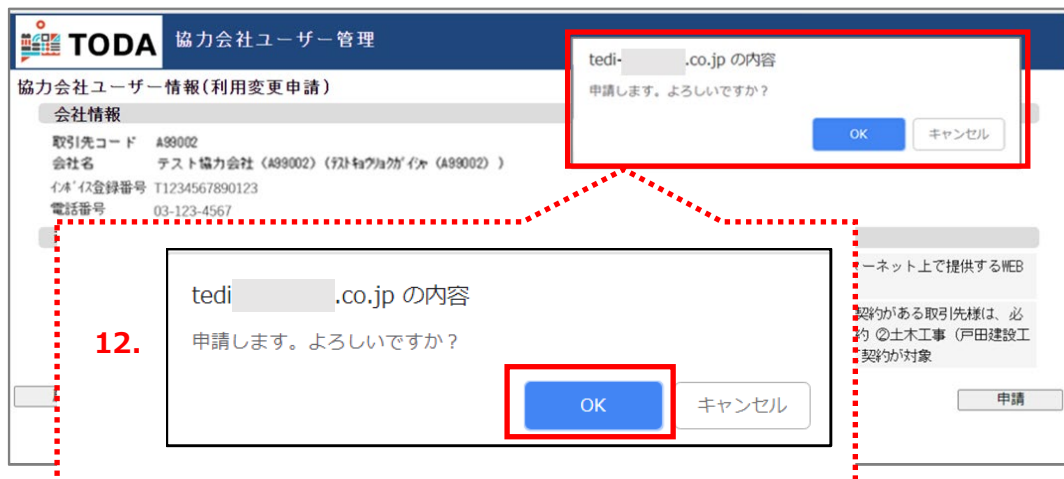 TODA 協力会社ユーザー管理
tedi- .co.jp の内容
申請します。よろしいですか?
OK キャンセル
協力会社ユーザー情報(利用変更申請)
会社情報
取引先コード A99002
会社名 テスト協力会社(A99002)(ﾃｽﾄｷｮｳﾘｮｸｶﾞｲｼｬ(A99002))
ｲﾝﾎﾞｲｽ登録番号 T1234567890123
電話番号 03-123-4567
ーネット上で提供するWEB
契約がある取引先様は、必
約 ②土木工事(戸田建設工
契約が対象
申請
12.
tedi .co.jp の内容
申請します。よろしいですか?
OK キャンセル